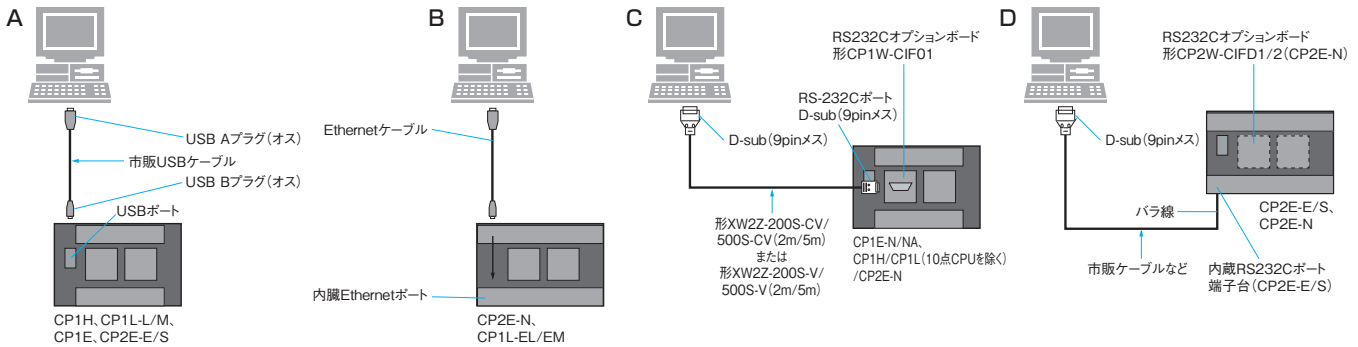 A
USB Aプラグ(オス)
市販USBケーブル
USB Bプラグ(オス)
USBポート
CP1H、CP1L-L/M、
CP1E、CP2E-E/S
B
Ethernetケーブル
内臓Ethernetポート
CP2E-N、
CP1L-EL/EM
C
RS232Cオプションボード
形CP1W-CIF01
RS-232Cポート
D-sub(9pinメス)
D-sub(9pinメス)
形XW2Z-200S-CV/
500S-CV(2m/5m)
または
形XW2Z-200S-V/
500S-V(2m/5m)
CP1E-N/NA、
CP1H/CP1L(10点CPUを除く)
/CP2E-N
D
RS232Cオプションボード
形CP2W-CIFD1/2(CP2E-N)
D-sub(9pinメス)
バラ線
CP2E-E/S、
CP2E-N
市販ケーブルなど
内蔵RS232Cポート
端子台(CP2E-E/S)